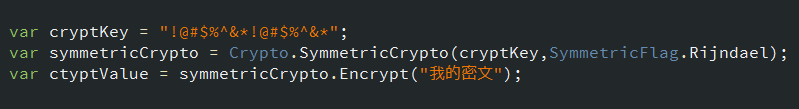 var cryptKey = "!@#$%^&*!@#$%^&*";
var symmetricCrypto = Crypto.SymmetricCrypto(cryptKey,SymmetricFlag.Rijndael);
var ctyptValue = symmetricCrypto.Encrypt("我的密文");